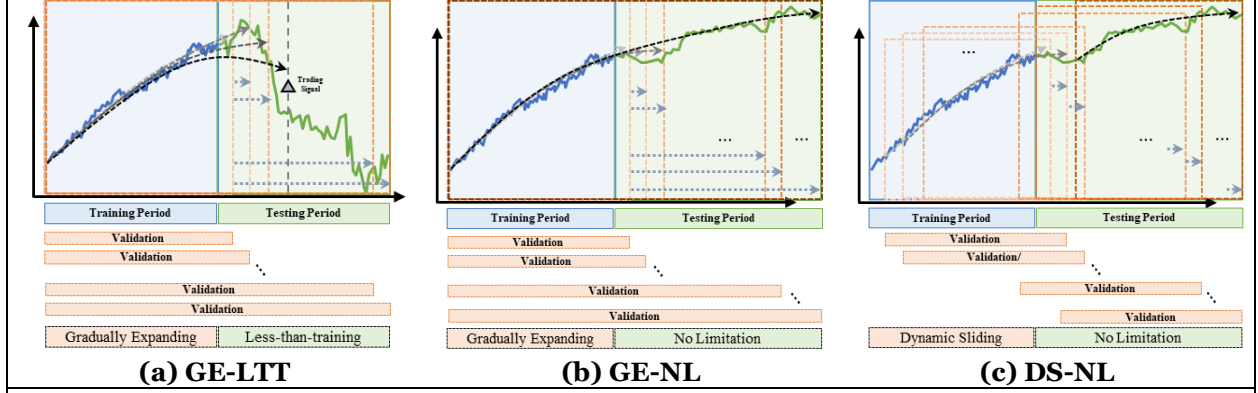 Trading
Signal
Training Period
Testing Period
Validation
Validation
...
Validation
Validation
Gradually Expanding
Less-than-training
(a) GE-LTT
...
...
Training Period
Testing Period
Validation
Validation
...
Validation
...
Validation
Gradually Expanding
No Limitation
(b) GE-NL
...
...
...
Training Period
Testing Period
Validation
Validation/
...
Validation
...
Validation
Dynamic Sliding
No Limitation
(c) DS-NL